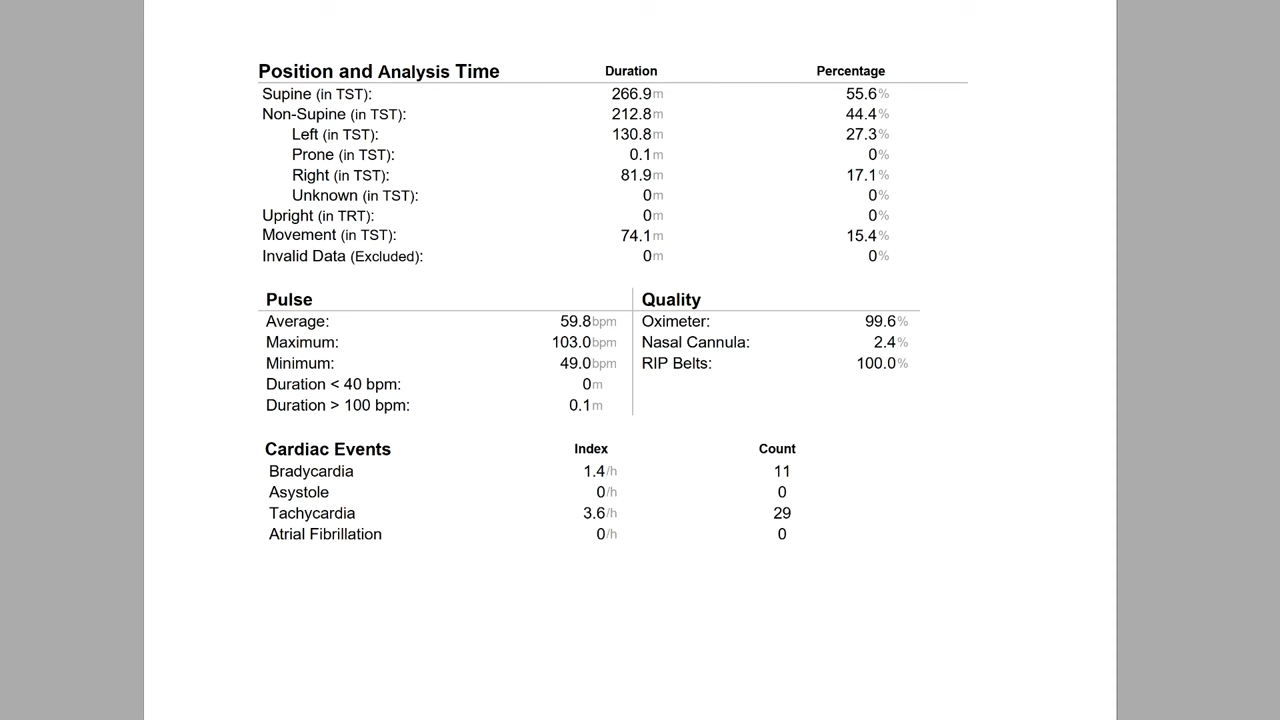 Position and Analysis Time Duration Percentage
Supine (in TST): 266.9m 55.6%
Non-Supine (in TST): 212.8m 44.4%
Left (in TST): 130.8m 27.3%
Prone (in TST): 0.1m 0%
Right (in TST): 81.9m 17.1%
Unknown (in TST): 0m 0%
Upright (in TRT): 0m 0%
Movement (in TST): 74.1m 15.4%
Invalid Data (Excluded): 0m 0%
Pulse
Average: 59.8bpm
Maximum: 103.0bpm
Minimum: 49.0bpm
Duration < 40 bpm: 0m
Duration > 100 bpm: 0.1m
Quality
Oximeter: 99.6%
Nasal Cannula: 2.4%
RIP Belts: 100.0%
Cardiac Events Index Count
Bradycardia 1.4/h 11
Asystole 0/h 0
Tachycardia 3.6/h 29
Atrial Fibrillation 0/h 0